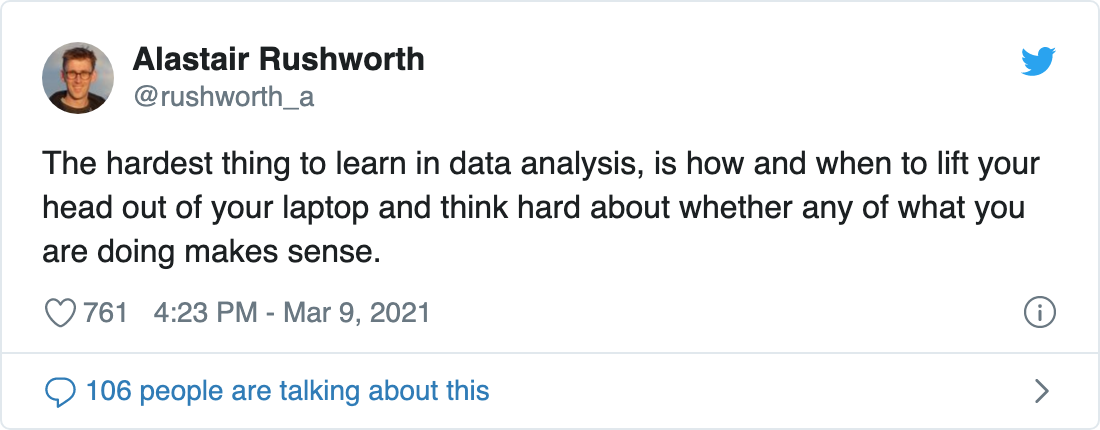 Alastair Rushworth
@rushworth_a
The hardest thing to learn in data analysis, is how and when to lift your
head out of your laptop and think hard about whether any of what you
are doing makes sense.
761 4:23 PM - Mar 9, 2021
106 people are talking about this